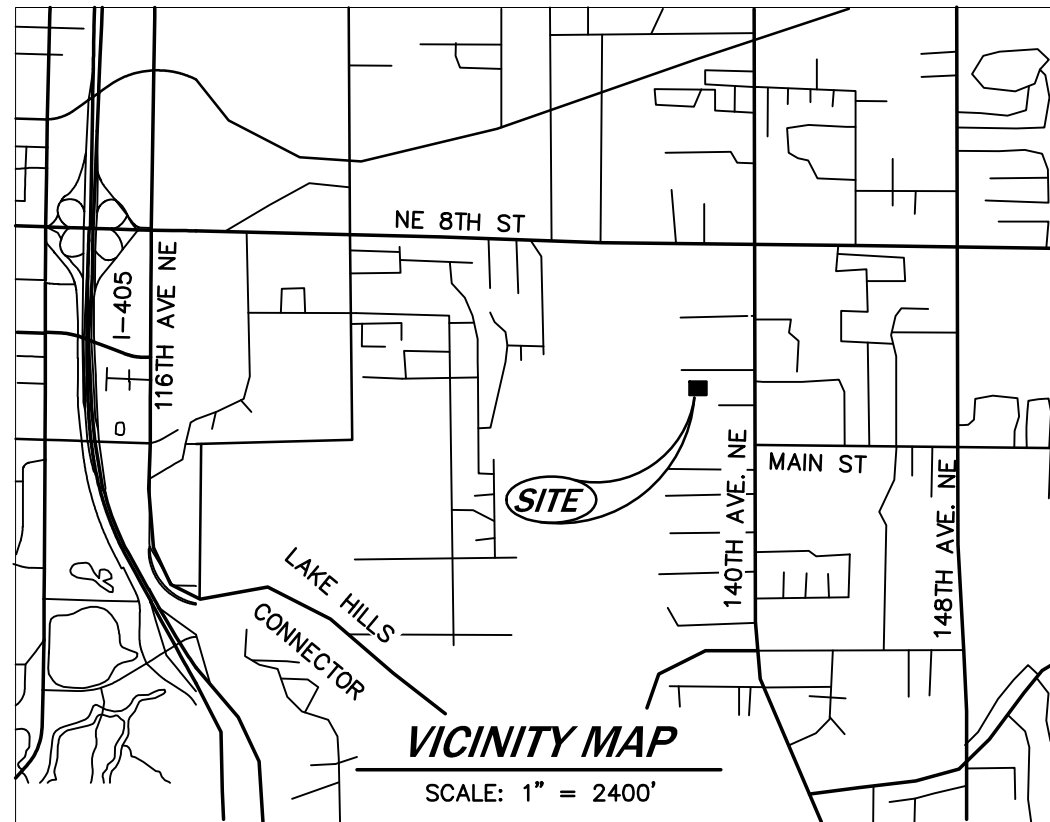 NE 8TH ST
I-405
116TH AVE NE
SITE
140TH AVE. NE
MAIN ST
148TH AVE. NE
LAKE HILLS
CONNECTOR
VICINITY MAP
SCALE: 1" = 2400'